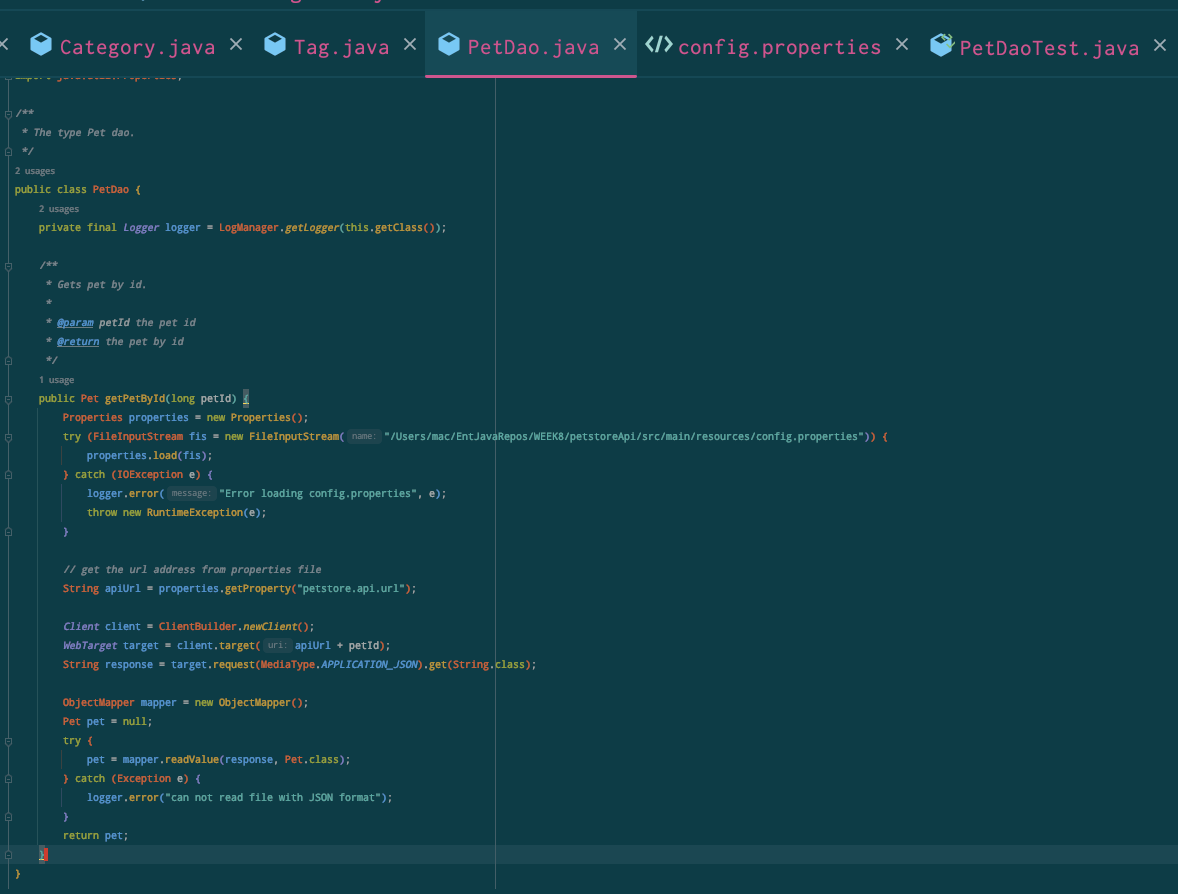 Category.java Tag.java PetDao.java config.properties PetDaoTest.java
/**
* The type Pet dao.
*/
2 usages
public class PetDao {
2 usages
private final Logger logger = LogManager.getLogger(this.getClass());
/**
* Gets pet by id.
*
* @param petId the pet id
* @return the pet by id
*/
1 usage
public Pet getPetById(long petId) {
Properties properties = new Properties();
try (FileInputStream fis = new FileInputStream( name: "/Users/mac/EntJavaRepos/WEEK8/petstoreApi/src/main/resources/config.properties")) {
properties.load(fis);
} catch (IOException e) {
logger.error( message: "Error loading config.properties", e);
throw new RuntimeException(e);
}
// get the url address from properties file
String apiUrl = properties.getProperty("petstore.api.url");
Client client = ClientBuilder.newClient();
WebTarget target = client.target( uri: apiUrl + petId);
String response = target.request(MediaType.APPLICATION_JSON).get(String.class);
ObjectMapper mapper = new ObjectMapper();
Pet pet = null;
try {
pet = mapper.readValue(response, Pet.class);
} catch (Exception e) {
logger.error("can not read file with JSON format");
}
return pet;
}
}